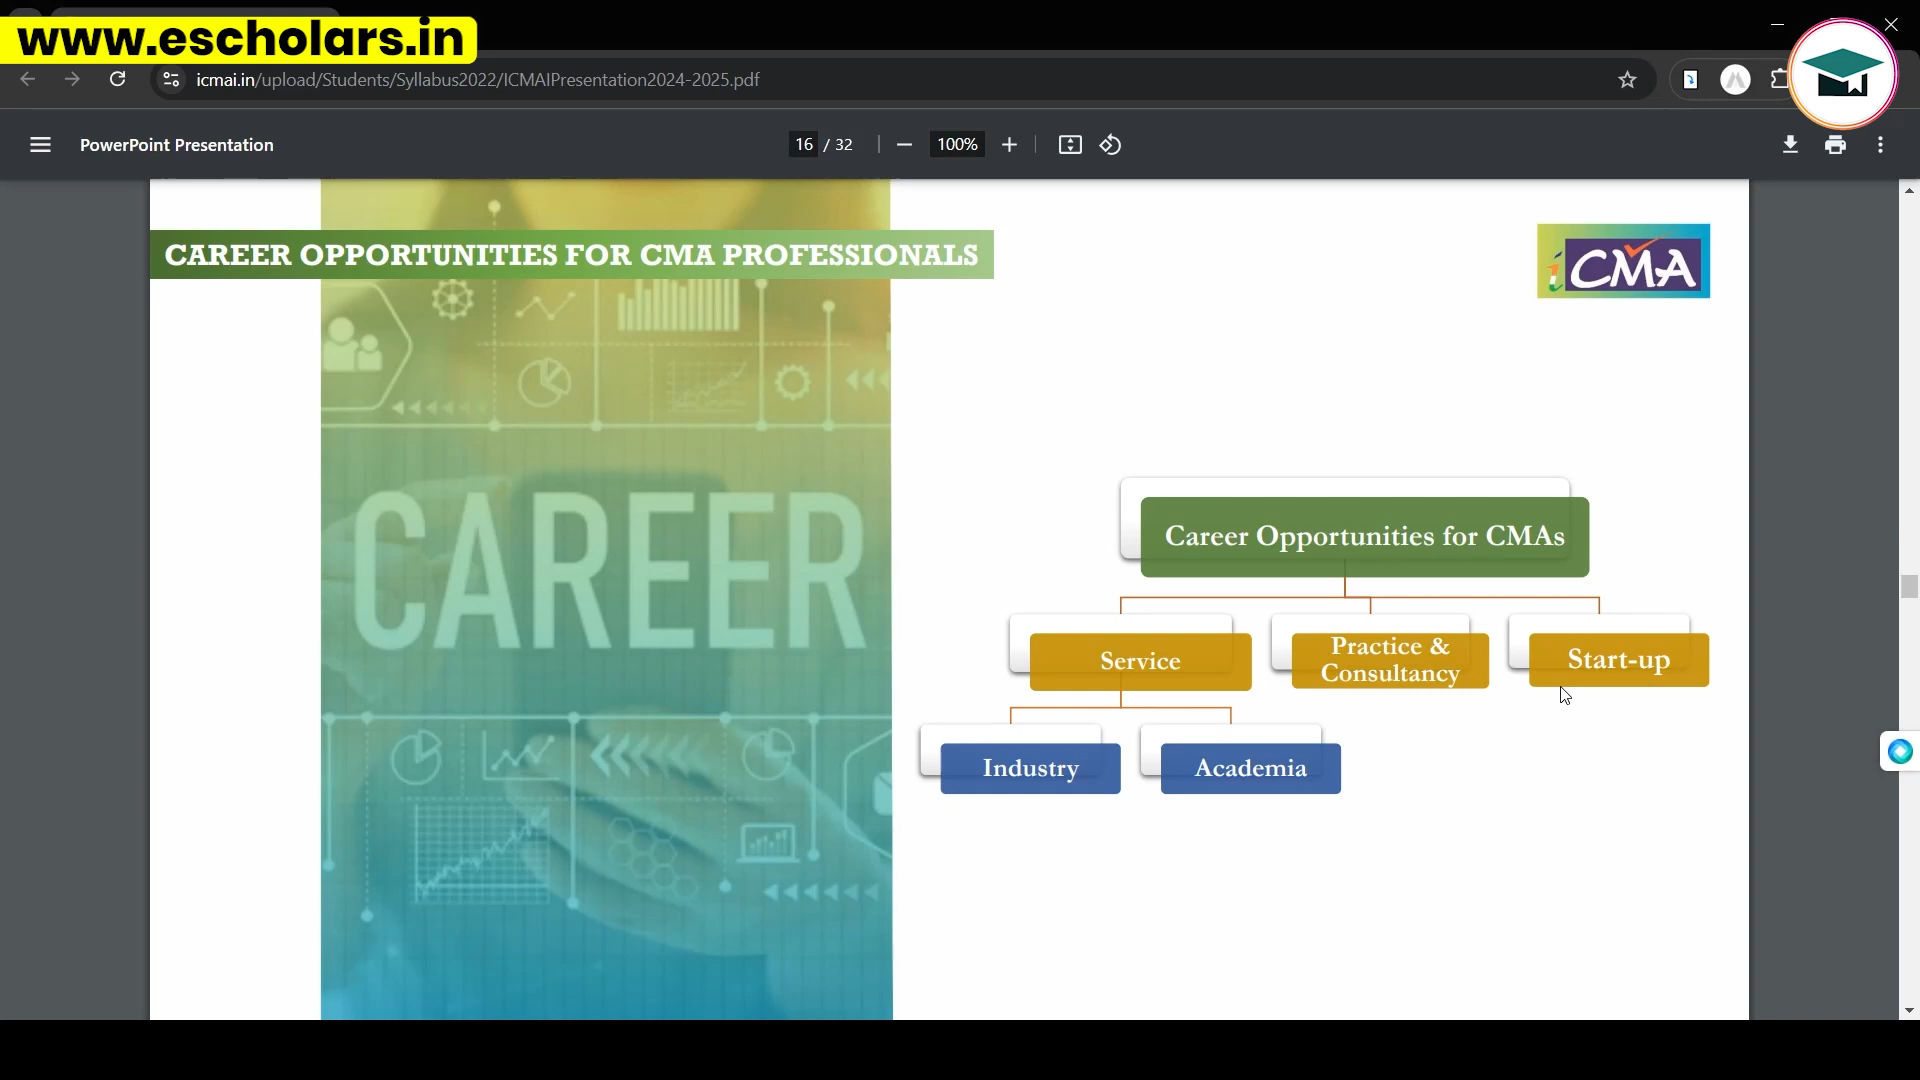 www.escholars.in
icmai.in/upload/Students/Syllabus2022/ICMAIPresentation2024-2025.pdf
PowerPoint Presentation
16 / 32
100%
CAREER OPPORTUNITIES FOR CMA PROFESSIONALS
iCMA
CAREER
Career Opportunities for CMAs
Service
Practice &
Consultancy
Start-up
Industry
Academia